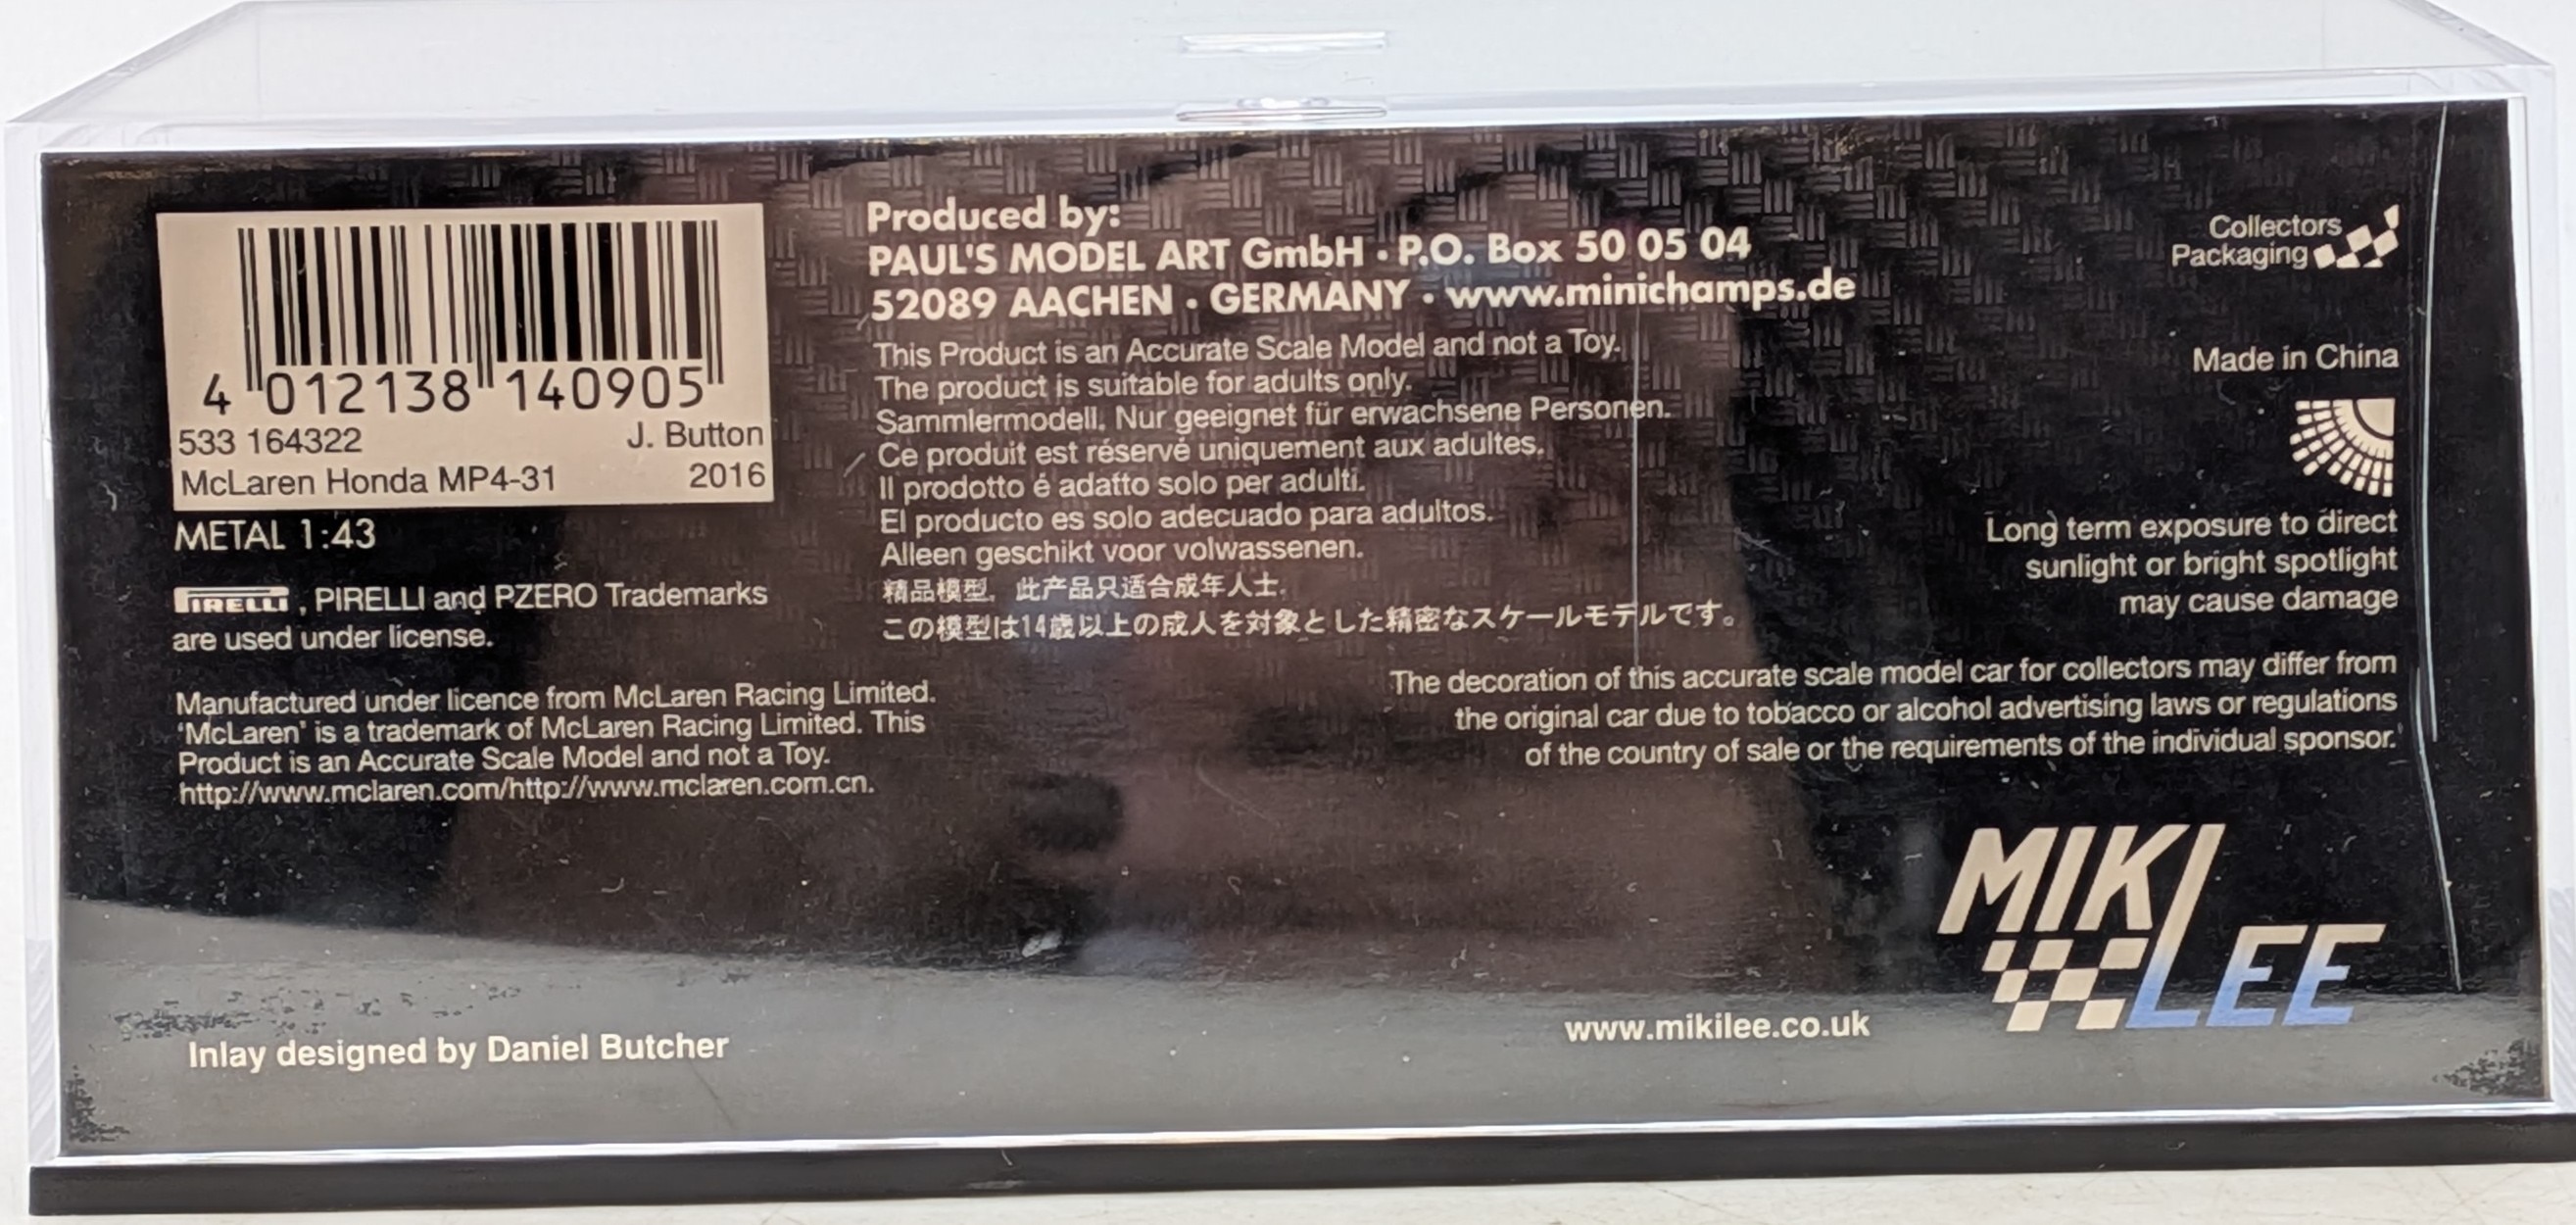 4 012138 140905
533 164322 J. Button
McLaren Honda MP4-31 2016
METAL 1:43
PIRELLI , PIRELLI and PZERO Trademarks
are used under license.
Manufactured under licence from McLaren Racing Limited.
'McLaren' is a trademark of McLaren Racing Limited. This
Product is an Accurate Scale Model and not a Toy.
http://www.mclaren.com/http://www.mclaren.com.cn.
Inlay designed by Daniel Butcher
Produced by:
PAUL'S MODEL ART GmbH · P.O. Box 50 05 04
52089 AACHEN · GERMANY · www.minichamps.de
This Product is an Accurate Scale Model and not a Toy.
The product is suitable for adults only.
Sammlermodell. Nur geeignet für erwachsene Personen.
Ce produit est réservé uniquement aux adultes.
Il prodotto é adatto solo per adulti.
El producto es solo adecuado para adultos.
Alleen geschikt voor volwassenen.
精品模型。此产品只适合成年人士。
この模型は14歳以上の成人を対象とした精密なスケールモデルです。
Collectors
Packaging
Made in China
Long term exposure to direct
sunlight or bright spotlight
may cause damage
The decoration of this accurate scale model car for collectors may differ from
the original car due to tobacco or alcohol advertising laws or regulations
of the country of sale or the requirements of the individual sponsor.
MIKI
LEE
www.mikilee.co.uk